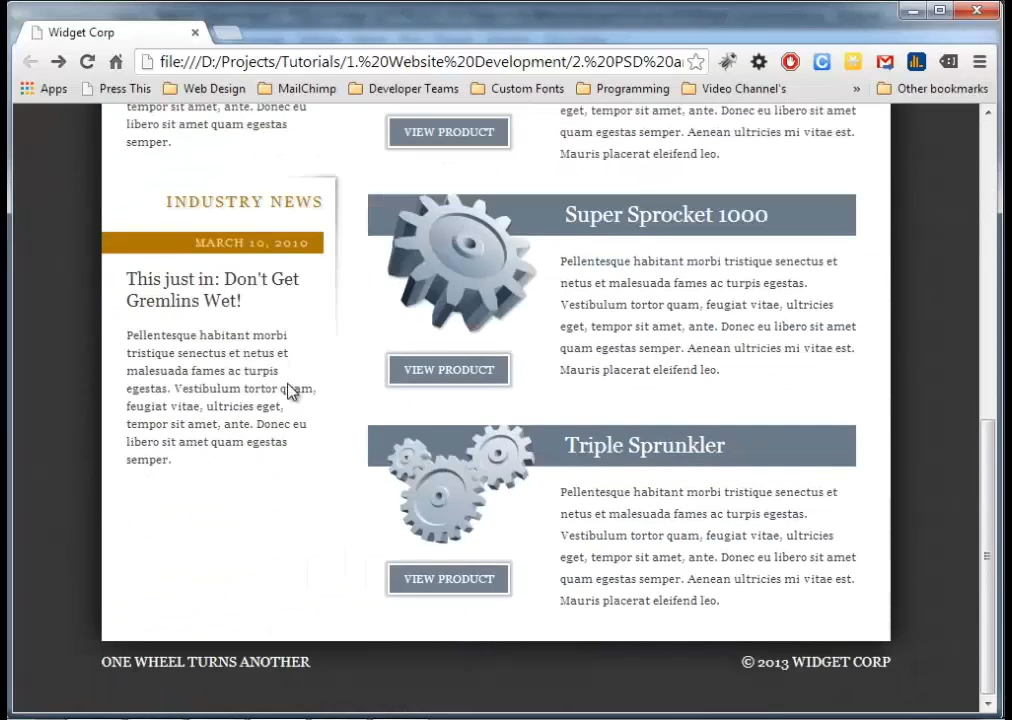 Widget Corp
file:///D:/Projects/Tutorials/1.%20Website%20Development/2.%20PSD%20a
Apps
Press This
Web Design
MailChimp
Developer Teams
Custom Fonts
Programming
Video Channel's
»
Other bookmarks
tempor sit amet, ante. Donec eu
libero sit amet quam egestas
semper.
INDUSTRY NEWS
MARCH 10, 2010
This just in: Don't Get
Gremlins Wet!
Pellentesque habitant morbi
tristique senectus et netus et
malesuada fames ac turpis
egestas. Vestibulum tortor quam,
feugiat vitae, ultricies eget,
tempor sit amet, ante. Donec eu
libero sit amet quam egestas
semper.
eget, tempor sit amet, ante. Donec eu libero sit amet
quam egestas semper. Aenean ultricies mi vitae est.
Mauris placerat eleifend leo.
VIEW PRODUCT
Super Sprocket 1000
Pellentesque habitant morbi tristique senectus et
netus et malesuada fames ac turpis egestas.
Vestibulum tortor quam, feugiat vitae, ultricies
eget, tempor sit amet, ante. Donec eu libero sit amet
quam egestas semper. Aenean ultricies mi vitae est.
Mauris placerat eleifend leo.
VIEW PRODUCT
Triple Sprunkler
Pellentesque habitant morbi tristique senectus et
netus et malesuada fames ac turpis egestas.
Vestibulum tortor quam, feugiat vitae, ultricies
eget, tempor sit amet, ante. Donec eu libero sit amet
quam egestas semper. Aenean ultricies mi vitae est.
Mauris placerat eleifend leo.
VIEW PRODUCT
ONE WHEEL TURNS ANOTHER
© 2013 WIDGET CORP